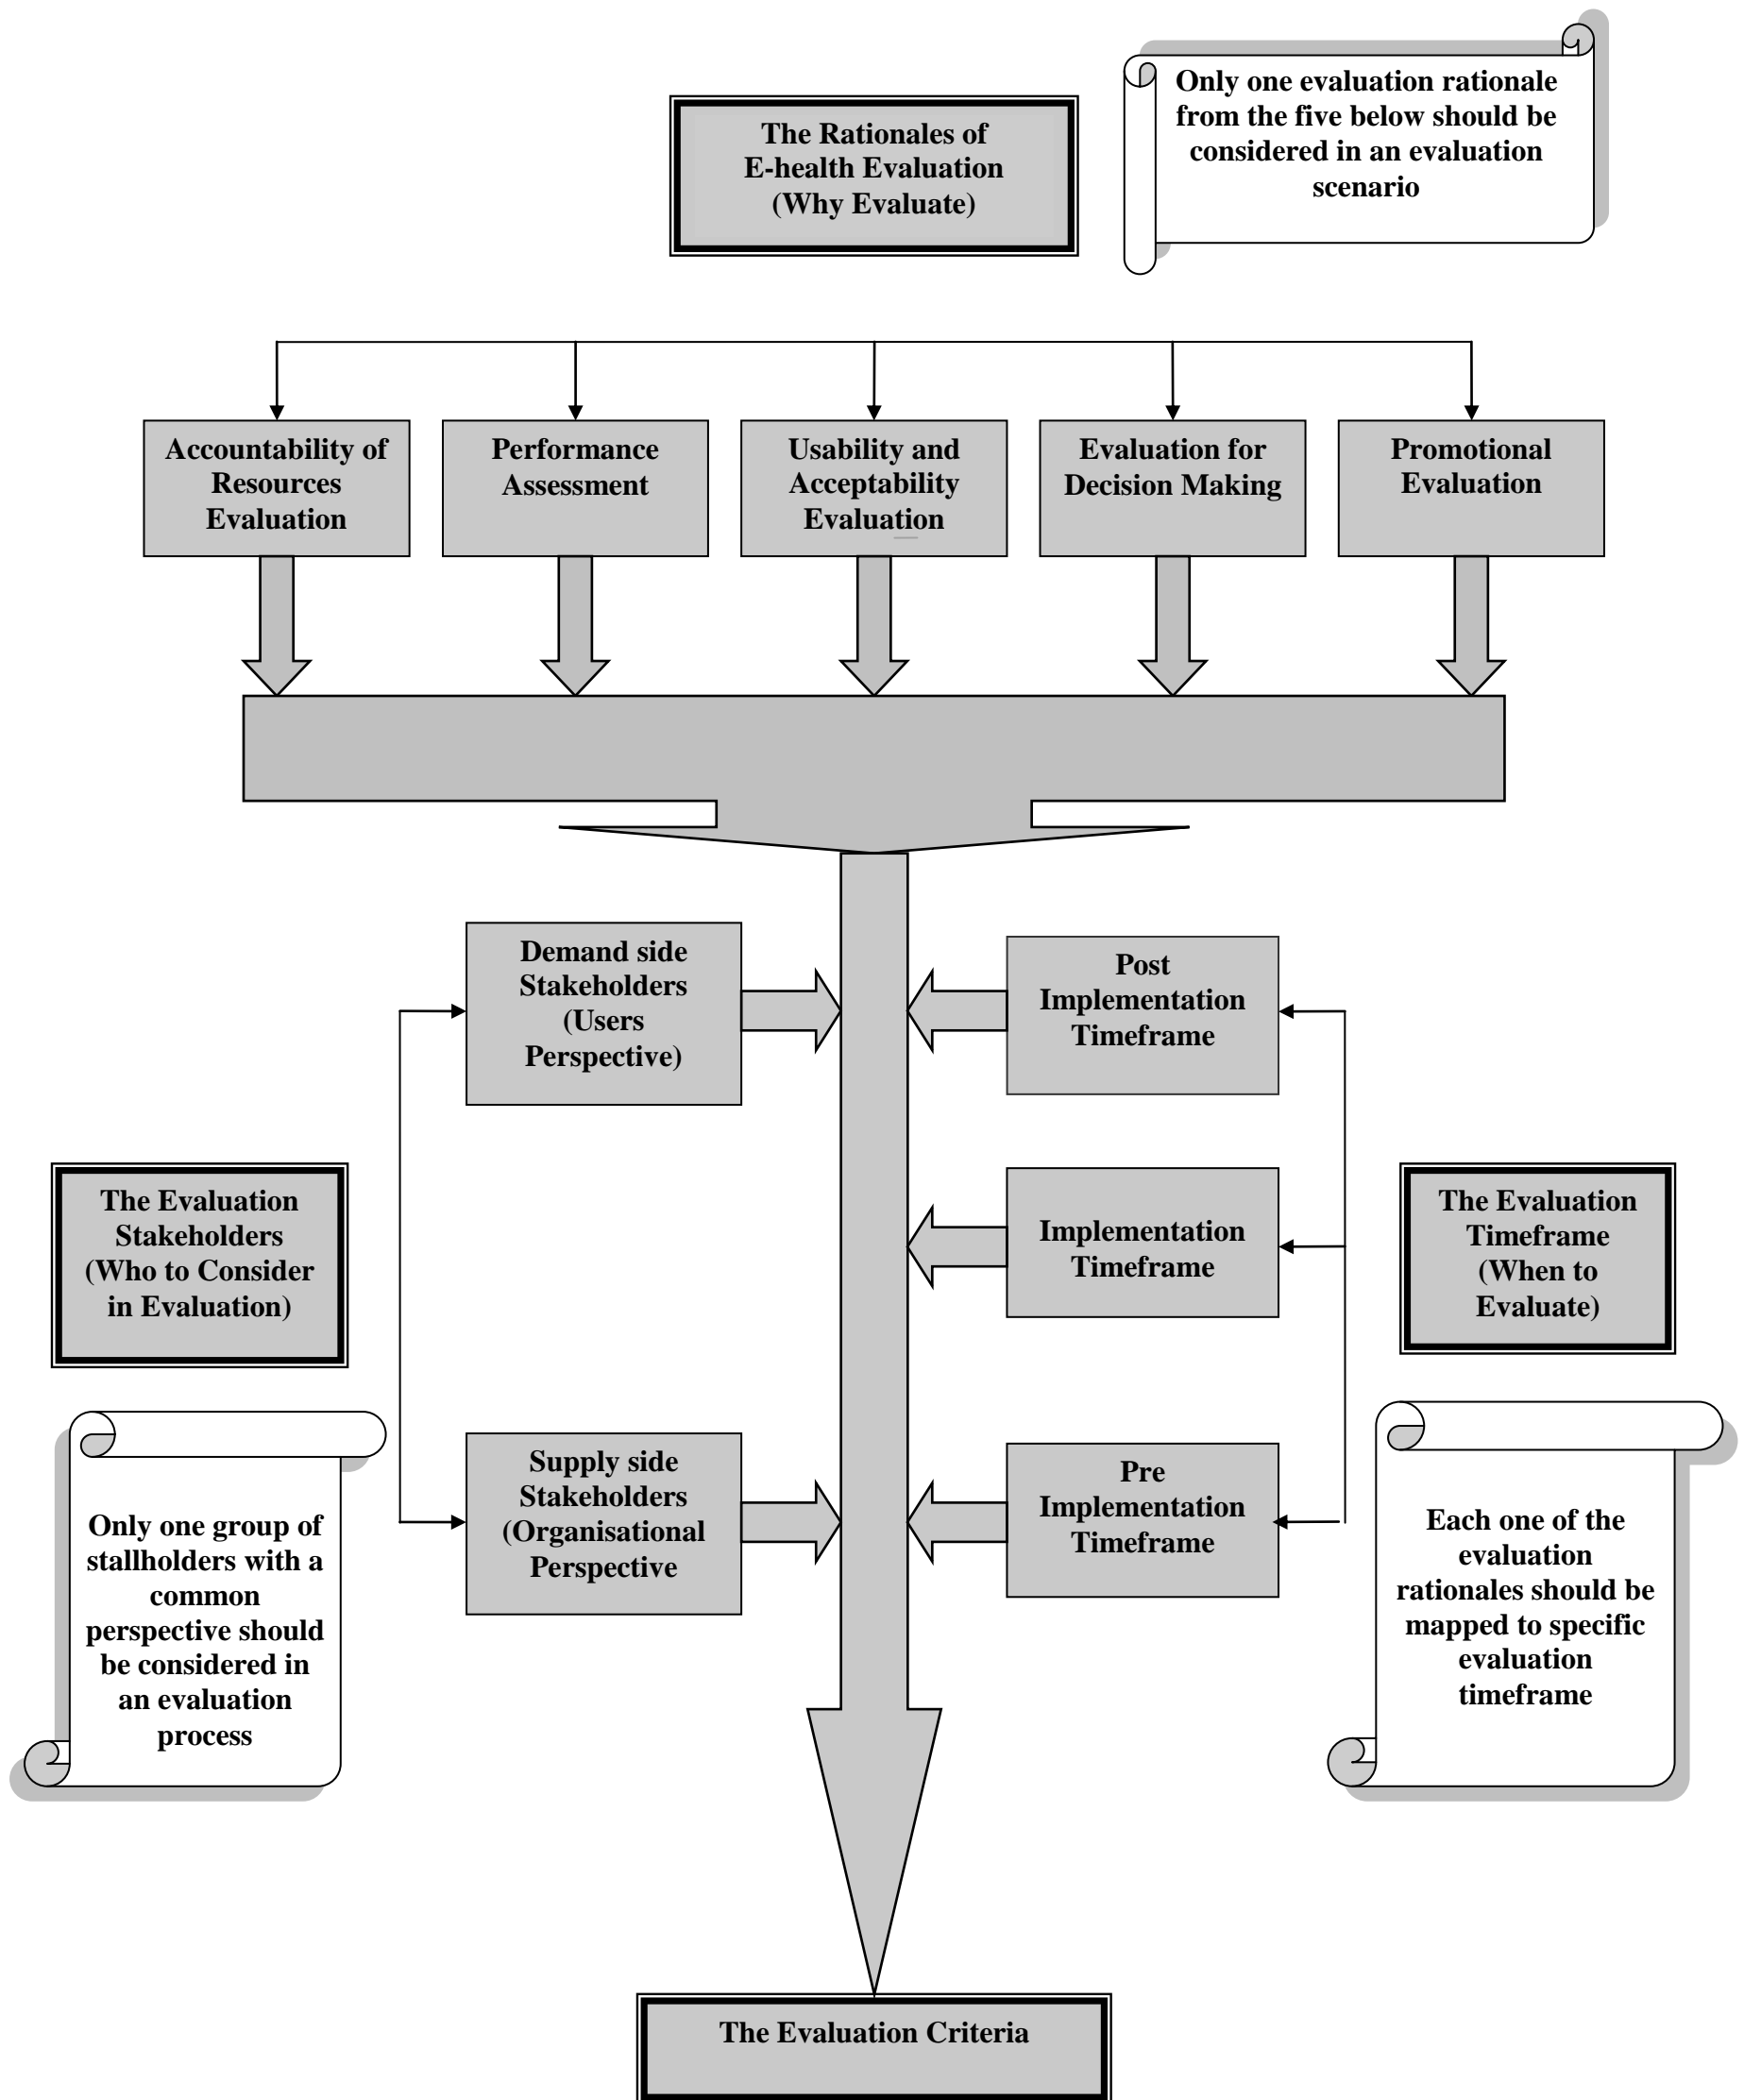 The Rationales of
E-health Evaluation
(Why Evaluate)
Only one evaluation rationale
from the five below should be
considered in an evaluation
scenario
Accountability of
Resources
Evaluation
Performance
Assessment
Usability and
Acceptability
Evaluation
Evaluation for
Decision Making
Promotional
Evaluation
Demand side
Stakeholders
(Users
Perspective)
Post
Implementation
Timeframe
The Evaluation
Stakeholders
(Who to Consider
in Evaluation)
Implementation
Timeframe
The Evaluation
Timeframe
(When to
Evaluate)
Only one group of
stallholders with a
common
perspective should
be considered in
an evaluation
process
Supply side
Stakeholders
(Organisational
Perspective
Pre
Implementation
Timeframe
Each one of the
evaluation
rationales should be
mapped to specific
evaluation
timeframe
The Evaluation Criteria